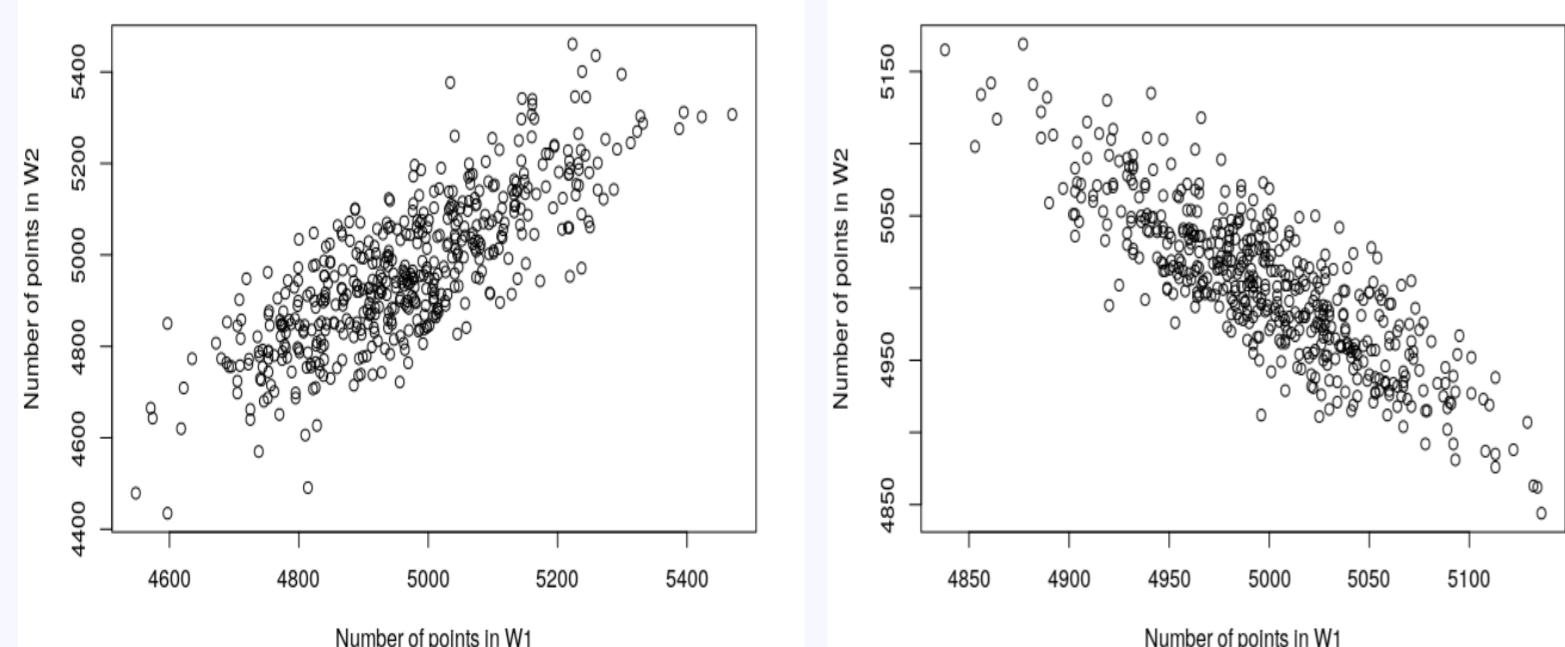 Number of points in W2
5400
5200
5000
4800
4600
4400
4600 4800 5000 5200 5400
Number of points in W1
Number of points in W2
5150
5050
4950
4850
4850 4900 4950 5000 5050 5100
Number of points in W1